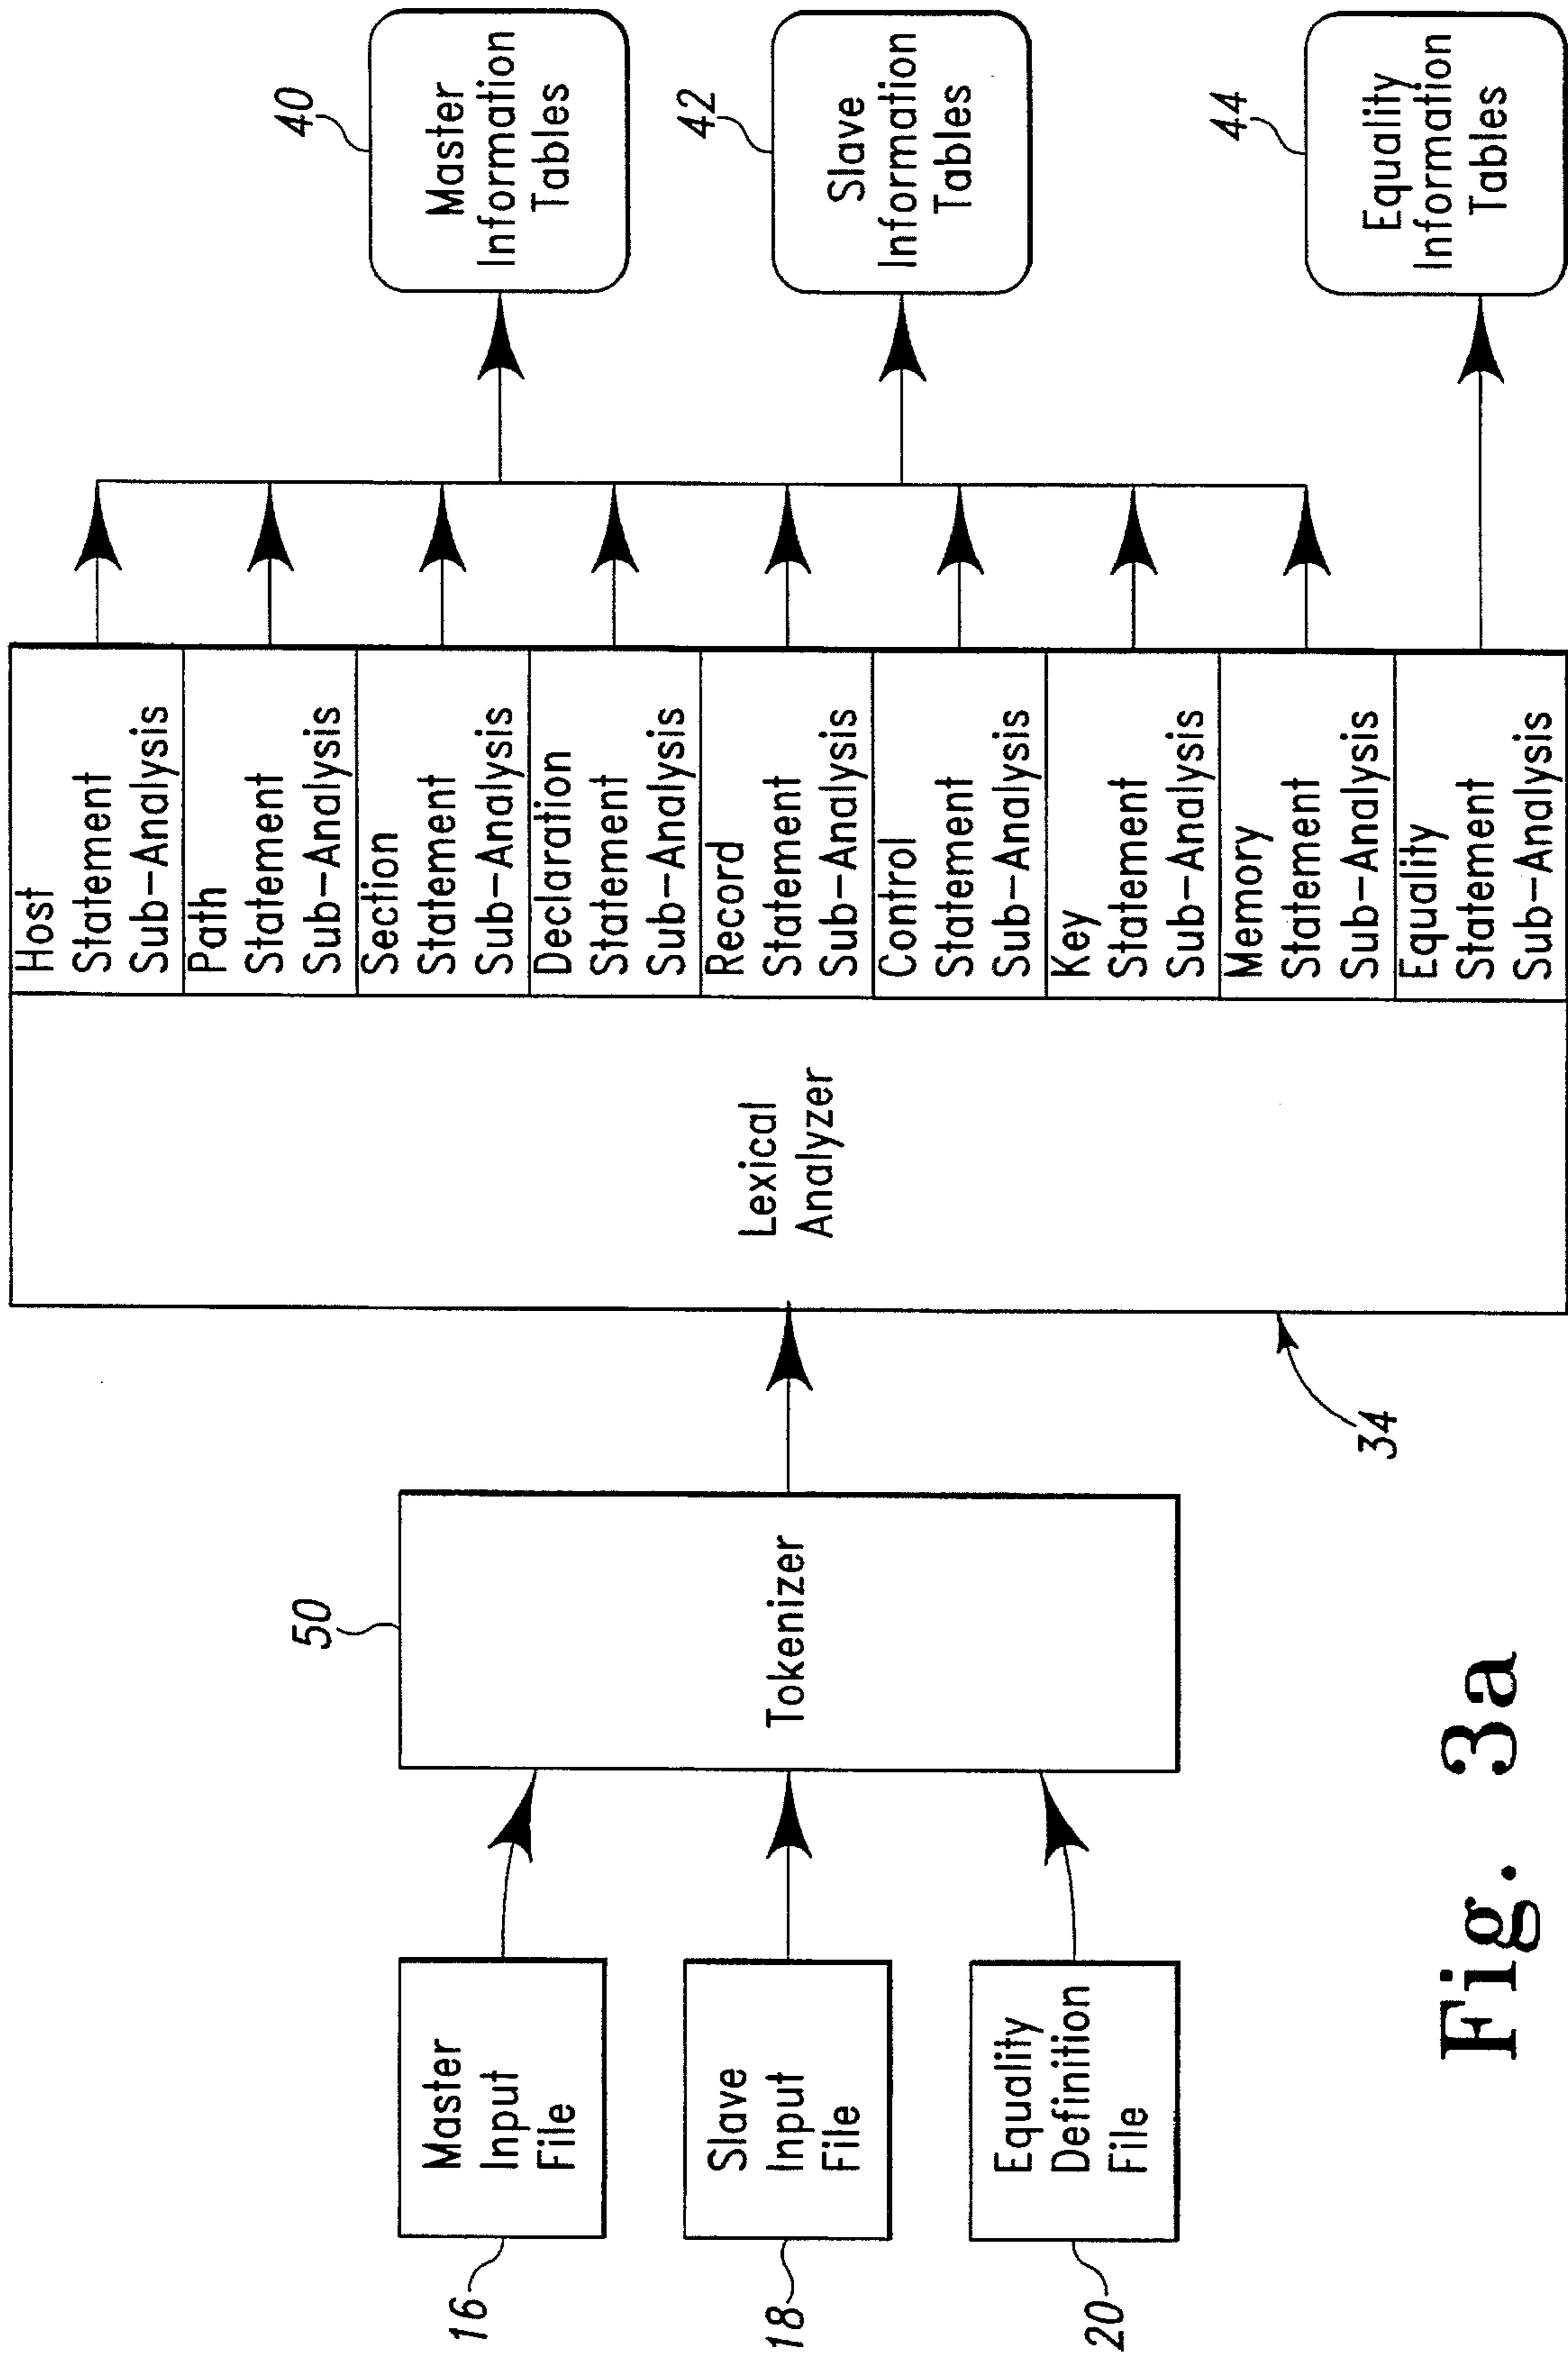 16
Master
Input
File
18
Slave
Input
File
20
Equality
Definition
File
50
Tokenizer
34
Lexical
Analyzer
Host
Statement
Sub-Analysis
Path
Statement
Sub-Analysis
Section
Statement
Sub-Analysis
Declaration
Statement
Sub-Analysis
Record
Statement
Sub-Analysis
Control
Statement
Sub-Analysis
Key
Statement
Sub-Analysis
Memory
Statement
Sub-Analysis
Equality
Statement
Sub-Analysis
40
Master
Information
Tables
42
Slave
Information
Tables
44
Equality
Information
Tables
Fig. 3a